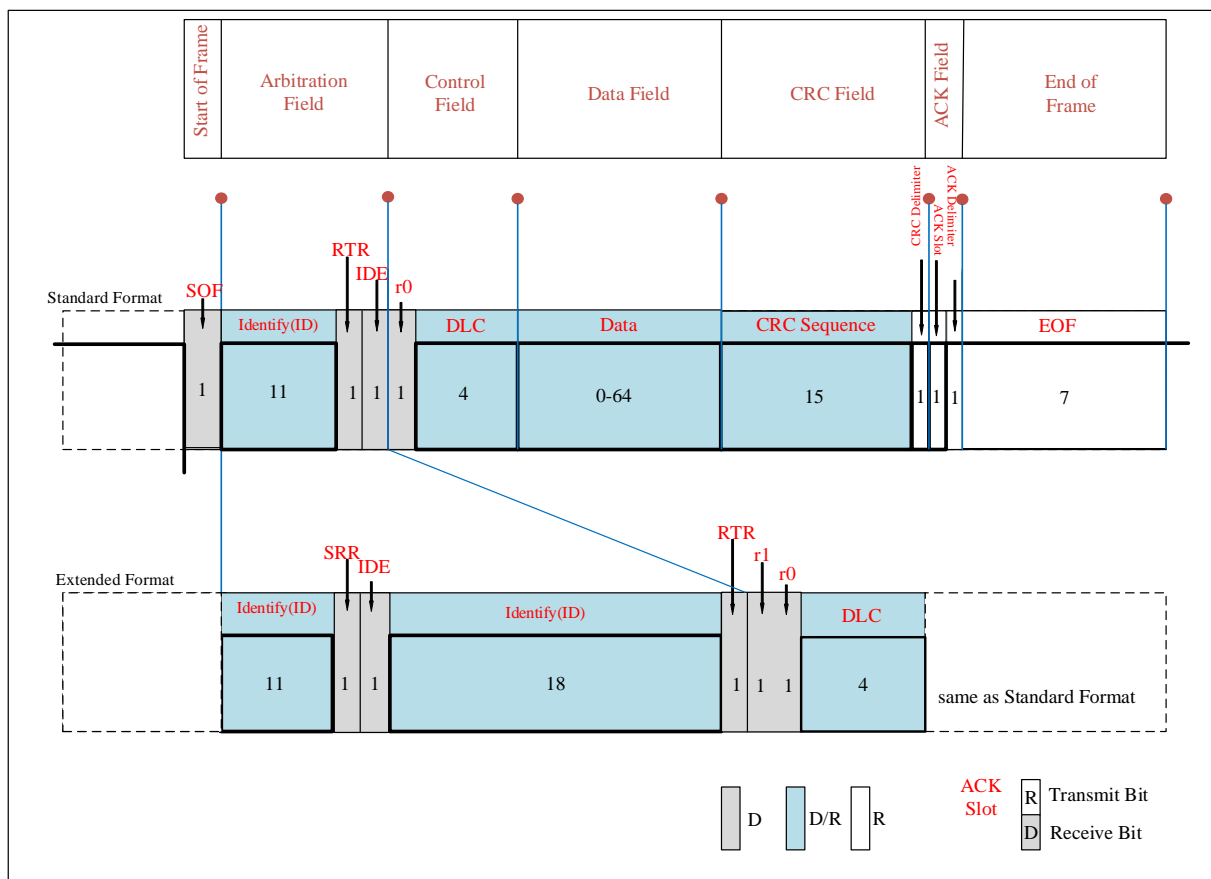 Start of Frame
Arbitration
Field
Control
Field
Data Field
CRC Field
ACK Field
End of
Frame
CRC Delimiter
ACK Slot
ACK Delimiter
RTR
IDE
r0
SOF
Standard Format
Identify(ID)
DLC
Data
CRC Sequence
EOF
1
11
1
1
1
4
0-64
15
1
1
1
7
RTR
r1
r0
SRR
IDE
Extended Format
Identify(ID)
Identify(ID)
DLC
11
1
1
18
1
1
1
4
same as Standard Format
D
D/R
R
ACK
Slot
R Transmit Bit
D Receive Bit